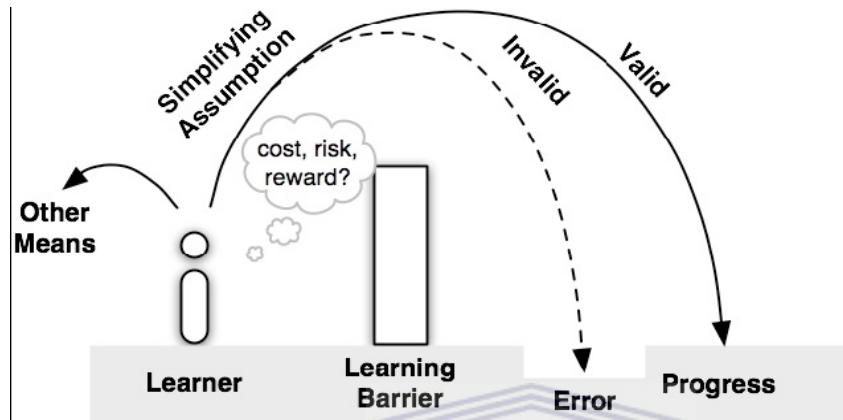 Simplifying
Assumption
Invalid
Valid
cost, risk,
reward?
Other
Means
Learner
Learning
Barrier
Error
Progress